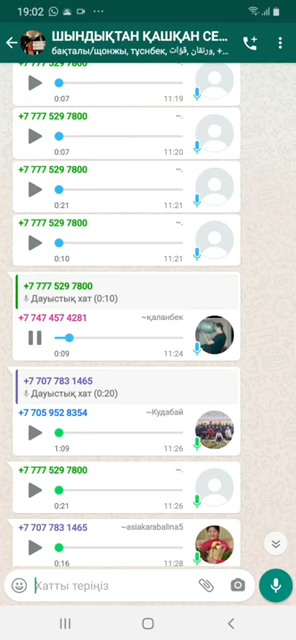 19:02
ШЫНДЫҚТАН ҚАШҚАН СЕ...
бақталы/щонжы, тұснбек, ورتقان, قۋات, +...
+7 777 529 7800 ~.
0:07 11:19
+7 777 529 7800 ~.
0:07 11:20
+7 777 529 7800 ~.
0:21 11:21
+7 777 529 7800 ~.
0:10 11:21
+7 777 529 7800
Дауыстық хат (0:10)
+7 747 457 4281 ~қаланбек
0:09 11:24
+7 707 783 1465
Дауыстық хат (0:20)
+7 705 952 8354 ~Кудабай
1:09 11:26
+7 777 529 7800 ~.
0:21 11:26
+7 707 783 1465 ~asiakarabalina5
0:16 11:28
Хатты теріңіз